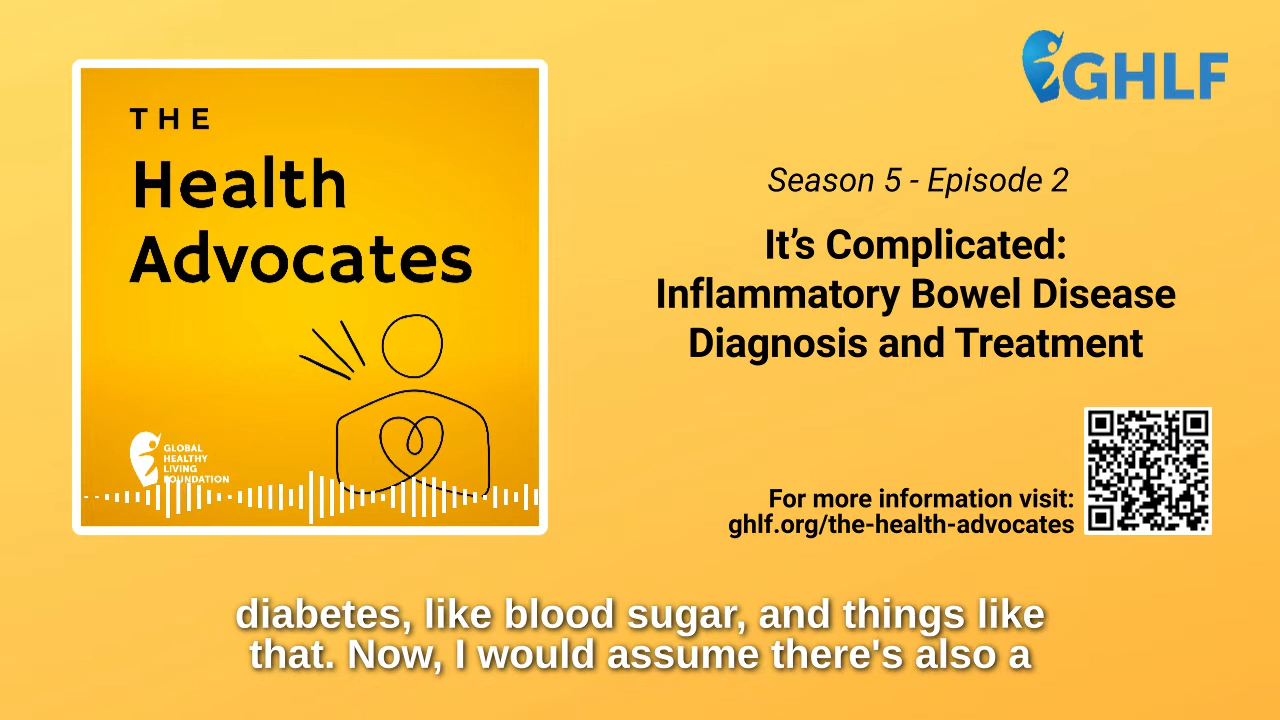 THE
Health
Advocates
GLOBAL
HEALTHY
LIVING
FOUNDATION
GHLF
Season 5 - Episode 2
It’s Complicated:
Inflammatory Bowel Disease
Diagnosis and Treatment
For more information visit:
ghlf.org/the-health-advocates
diabetes, like blood sugar, and things like
that. Now, I would assume there's also a